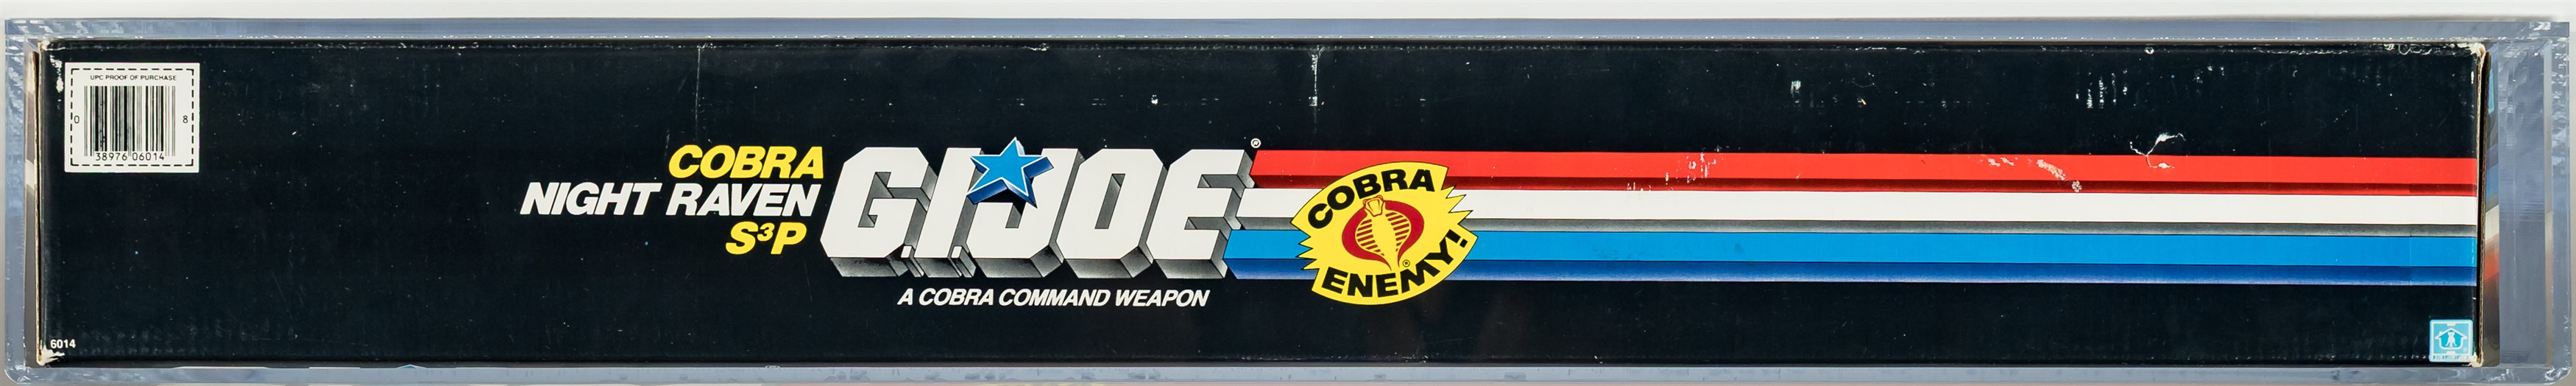 UPC PROOF OF PURCHASE
0 38976 06014 8
COBRA
NIGHT RAVEN
S³P
G.I. JOE®
A COBRA COMMAND WEAPON
COBRA
ENEMY!
®
6014